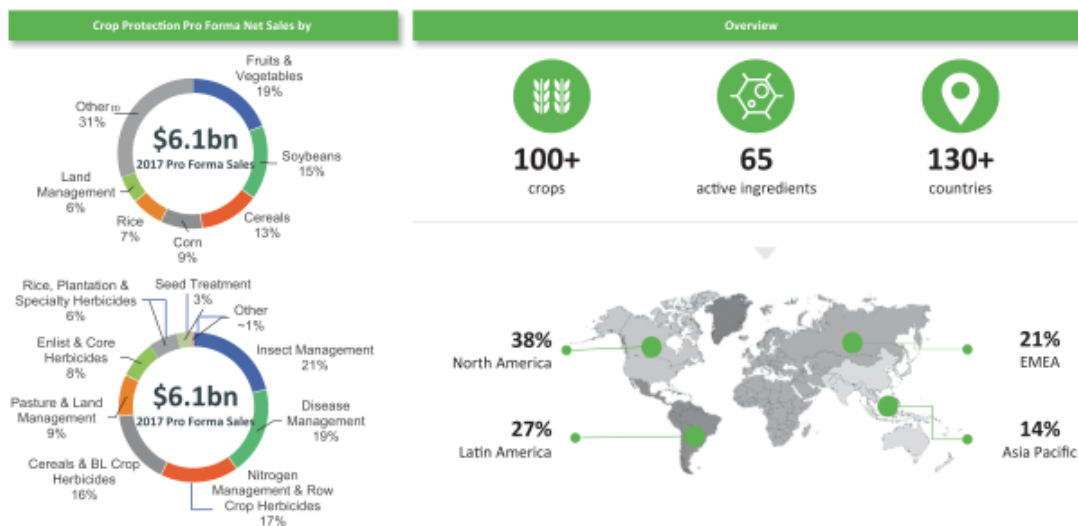 Crop Protection Pro Forma Net Sales by
Fruits &
Vegetables
19%
Other (1)
31%
$6.1bn
2017 Pro Forma Sales
Soybeans
15%
Land
Management
6%
Rice
7%
Corn
9%
Cereals
13%
Rice, Plantation &
Specialty Herbicides
6%
Seed Treatment
3%
Other
~1%
Enlist & Core
Herbicides
8%
Insect Management
21%
Pasture & Land
Management
9%
$6.1bn
2017 Pro Forma Sales
Disease
Management
19%
Cereals & BL Crop
Herbicides
16%
Nitrogen
Management & Row
Crop Herbicides
17%
Overview
100+
crops
65
active ingredients
130+
countries
38%
North America
21%
EMEA
27%
Latin America
14%
Asia Pacific